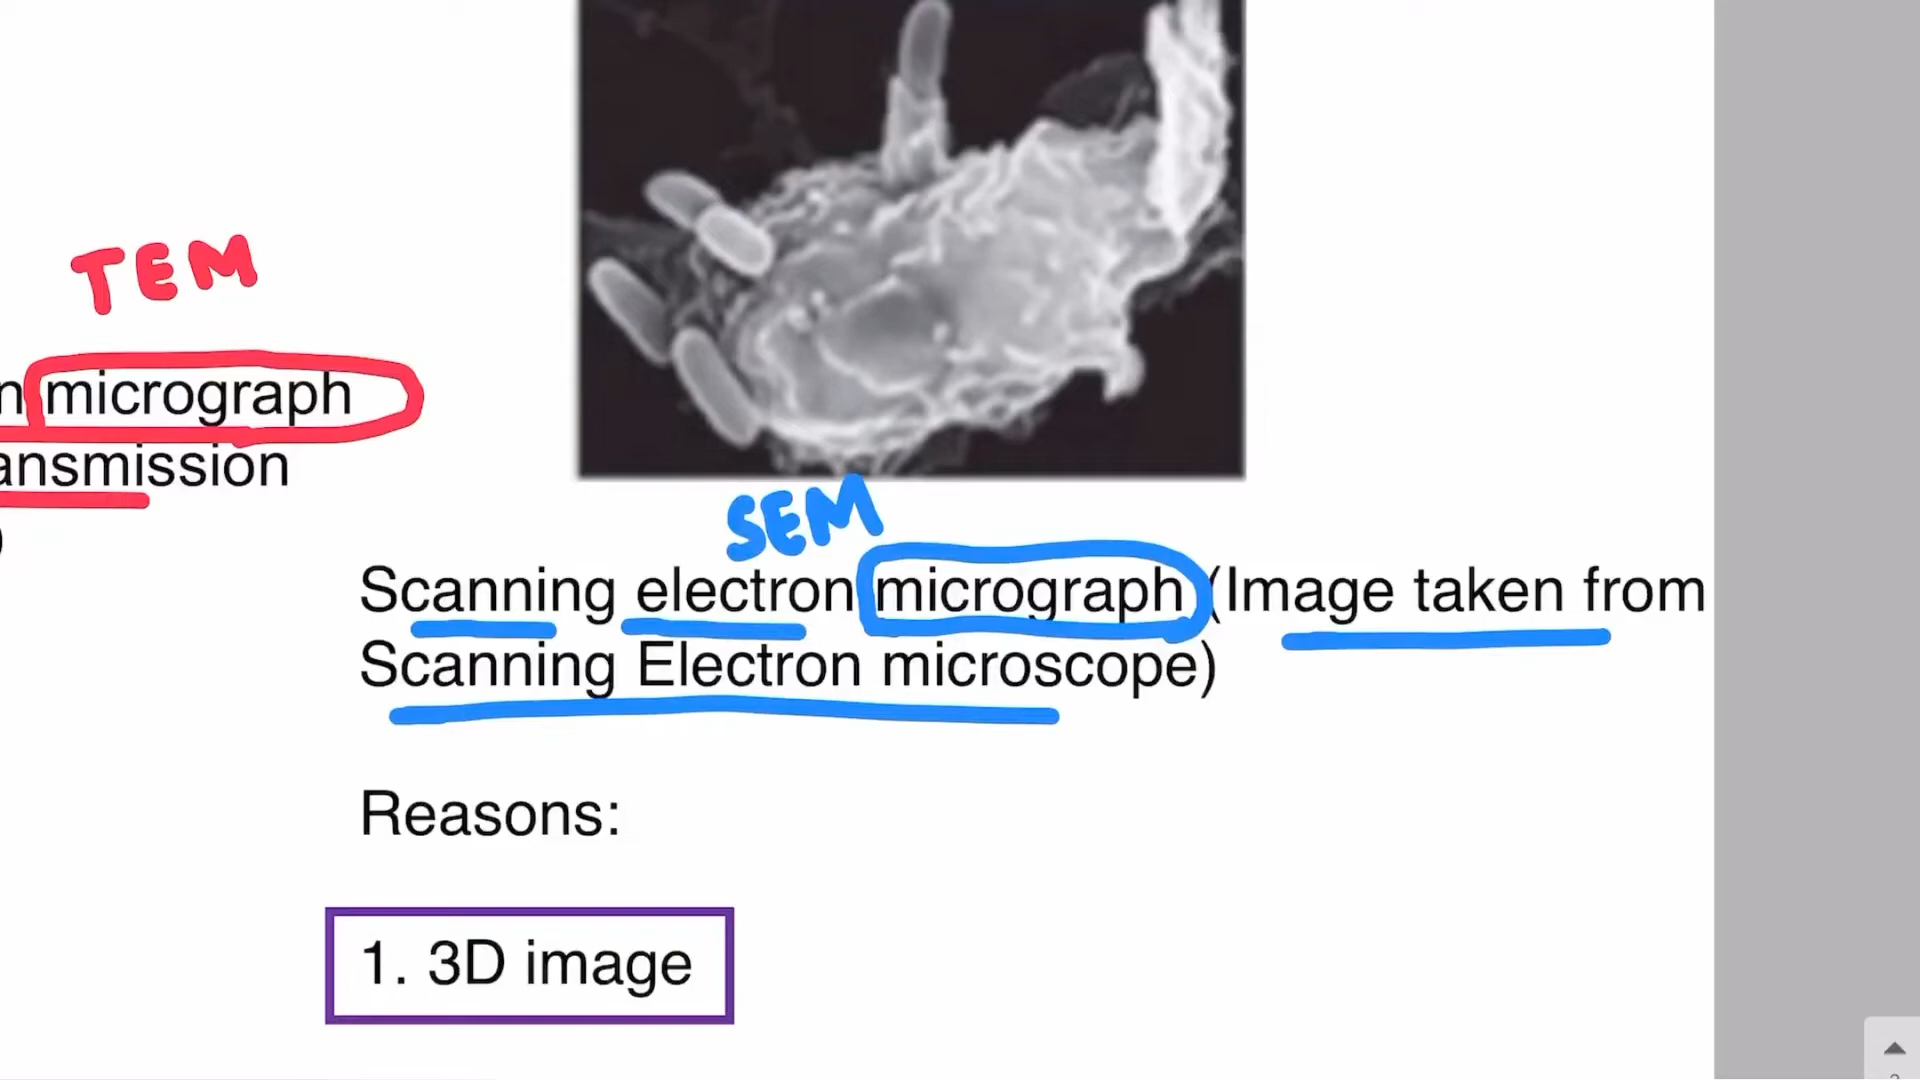 TEM
n micrograph
ansmission
)
SEM
Scanning electron micrograph (Image taken from
Scanning Electron microscope)
Reasons:
1. 3D image